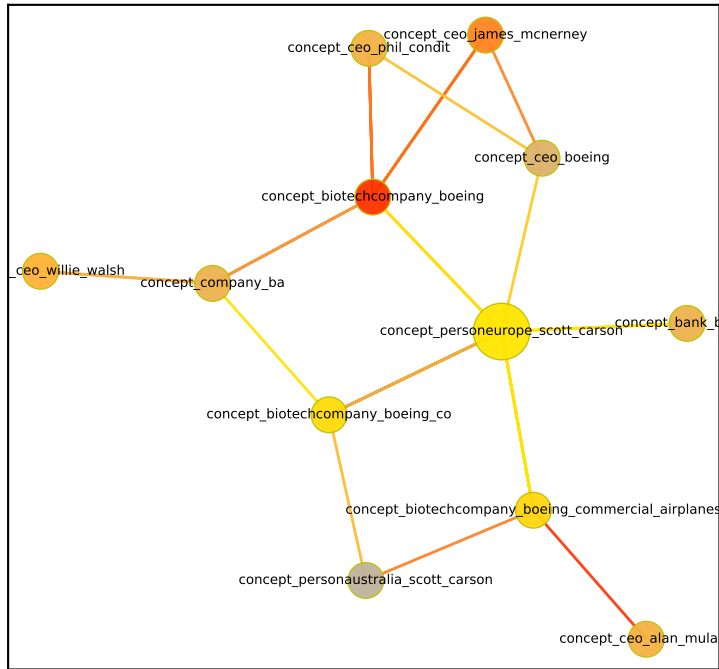 concept_ceo_james_mcnerney
concept_ceo_phil_condit
concept_ceo_boeing
concept_biotechcompany_boeing
_ceo_willie_walsh
concept_company_ba
concept_bank_b
concept_personeurope_scott_carson
concept_biotechcompany_boeing_co
concept_biotechcompany_boeing_commercial_airplanes
concept_personaustralia_scott_carson
concept_ceo_alan_mula